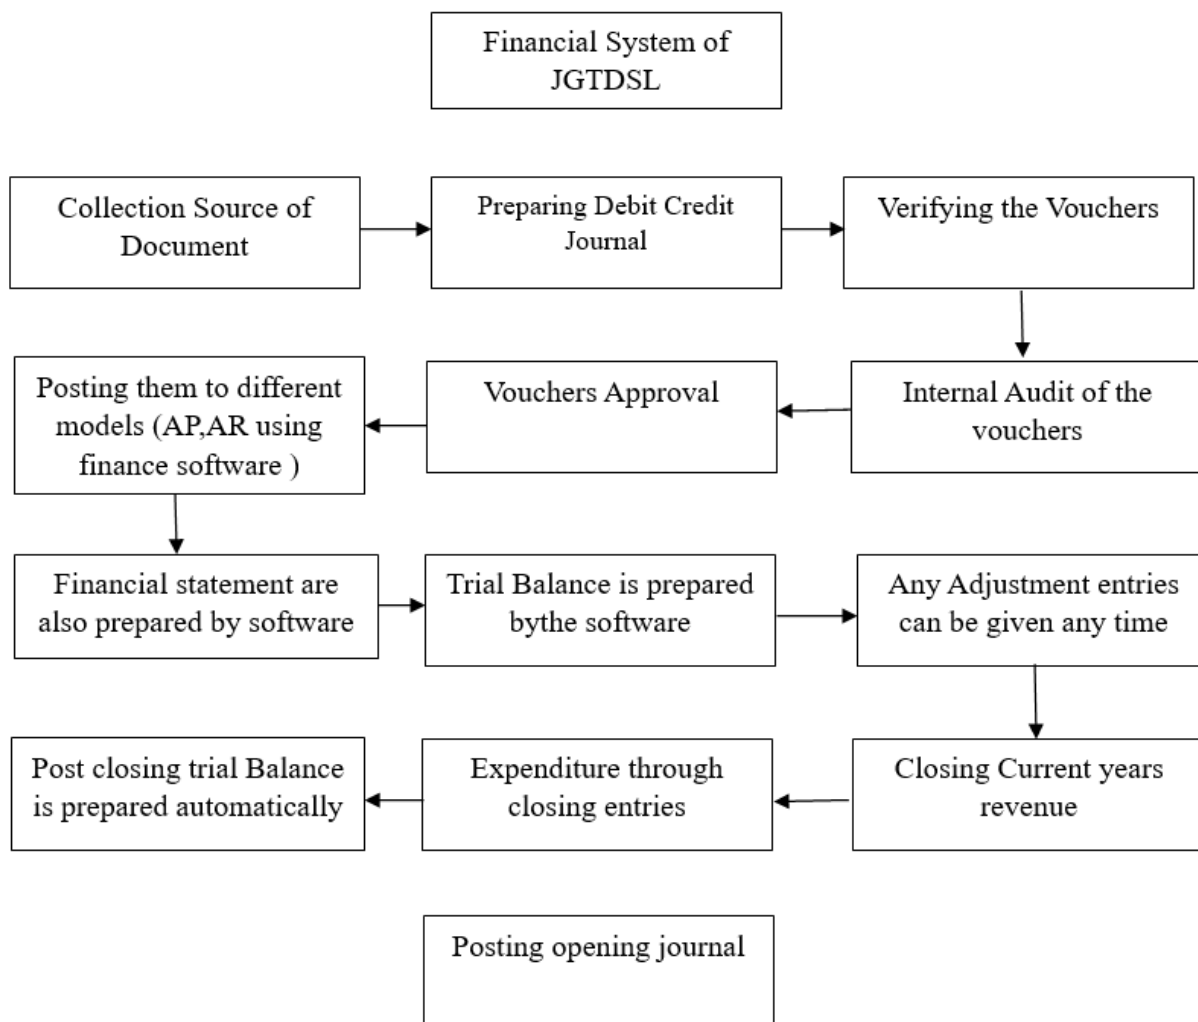 Financial System of
JGTDSL
Collection Source of
Document
Preparing Debit Credit
Journal
Verifying the Vouchers
Posting them to different
models (AP,AR using
finance software )
Vouchers Approval
Internal Audit of the
vouchers
Financial statement are
also prepared by software
Trial Balance is prepared
bythe software
Any Adjustment entries
can be given any time
Post closing trial Balance
is prepared automatically
Expenditure through
closing entries
Closing Current years
revenue
Posting opening journal